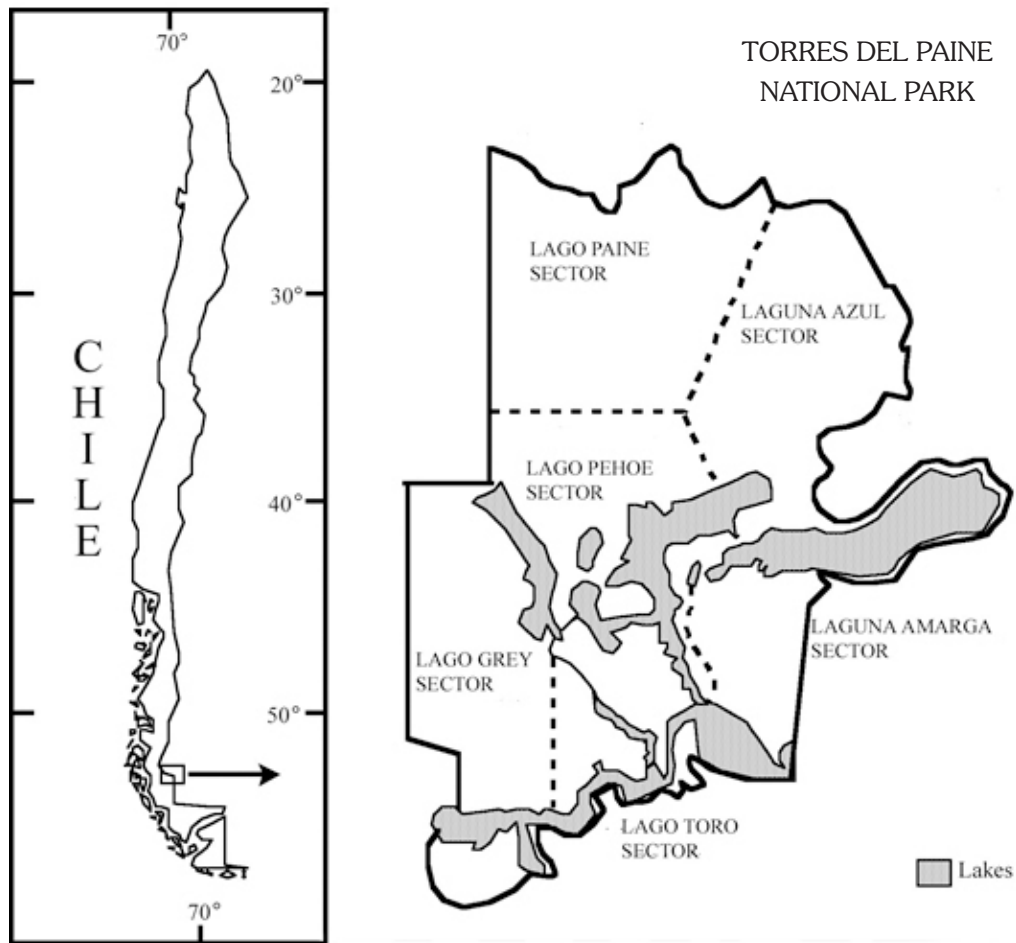 70°
20°
30°
40°
50°
CHILE
70°
TORRES DEL PAINE
NATIONAL PARK
LAGO PAINE
SECTOR
LAGUNA AZUL
SECTOR
LAGO PEHOE
SECTOR
LAGUNA AMARGA
SECTOR
LAGO GREY
SECTOR
LAGO TORO
SECTOR
Lakes